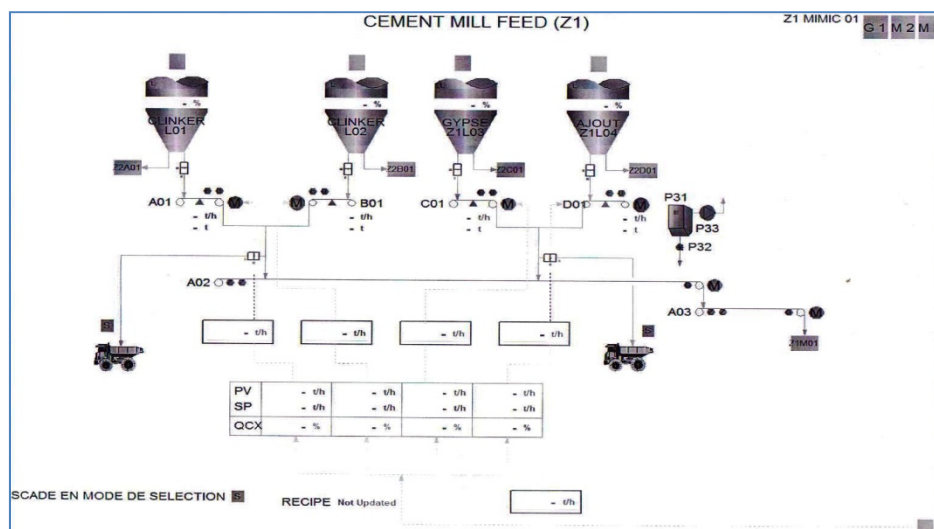 CEMENT MILL FEED (Z1)
Z1 MIMIC 01
G 1 M 2 M
- % - % - % - %
CLINKER L01
CLINKER L02
GYPSE Z1L03
AJOUT Z1L04
Z2A01 Z2B01 Z2C01 Z2D01
A01 M M B01 C01 M D01 M
- t/h - t/h - t/h - t/h
- t - t - t - t
P31
P33
P32
A02 M
A03 M
S S
Z1M01
- t/h - t/h - t/h - t/h
PV - t/h - t/h - t/h - t/h
SP - t/h - t/h - t/h - t/h
QCX - % - % - % - %
SCADE EN MODE DE SELECTION S
RECIPE Not Updated - t/h